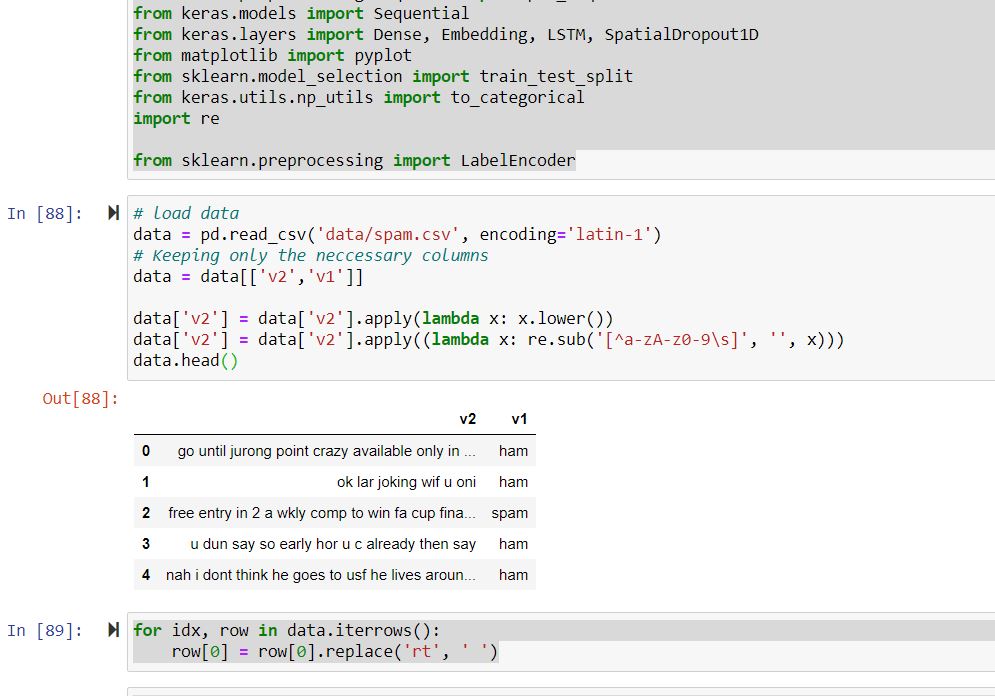 from keras.models import Sequential
from keras.layers import Dense, Embedding, LSTM, SpatialDropout1D
from matplotlib import pyplot
from sklearn.model_selection import train_test_split
from keras.utils.np_utils import to_categorical
import re
from sklearn.preprocessing import LabelEncoder
In [88]:
# load data
data = pd.read_csv('data/spam.csv', encoding='latin-1')
# Keeping only the neccessary columns
data = data[['v2','v1']]
data['v2'] = data['v2'].apply(lambda x: x.lower())
data['v2'] = data['v2'].apply((lambda x: re.sub('[^a-zA-z0-9\s]', '', x)))
data.head()
Out[88]:
v2 v1
0 go until jurong point crazy available only in ... ham
1 ok lar joking wif u oni ham
2 free entry in 2 a wkly comp to win fa cup fina... spam
3 u dun say so early hor u c already then say ham
4 nah i dont think he goes to usf he lives aroun... ham
In [89]:
for idx, row in data.iterrows():
    row[0] = row[0].replace('rt', ' ')